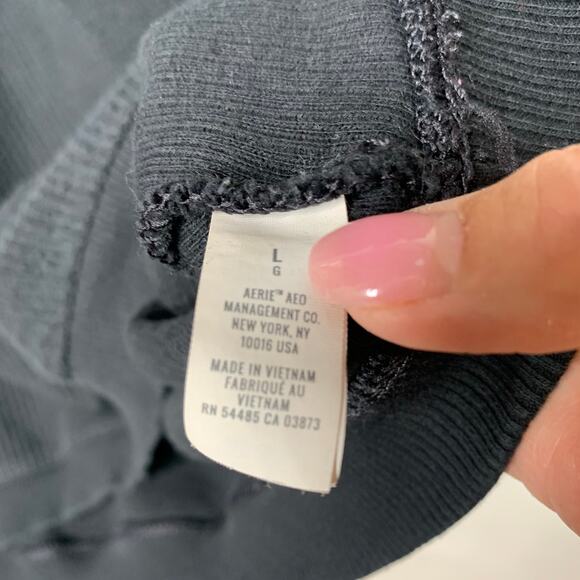 L
G
AERIE™ AEO
MANAGEMENT CO.
NEW YORK, NY
10016 USA
MADE IN VIETNAM
FABRIQUÉ AU
VIETNAM
RN 54485 CA 03873